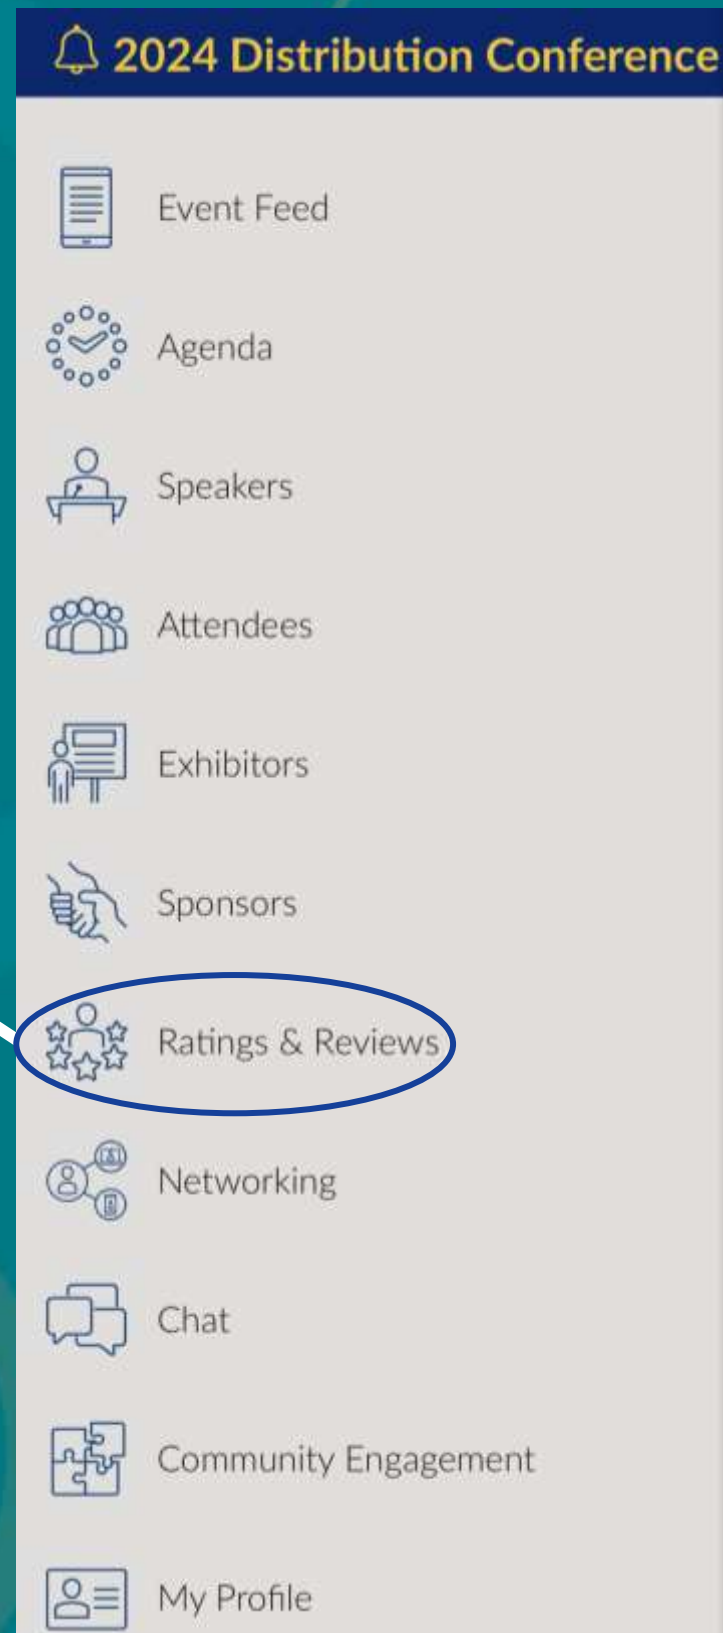 2024 Distribution Conference
Event Feed
Agenda
Speakers
Attendees
Exhibitors
Sponsors
Ratings & Reviews
Networking
Chat
Community Engagement
My Profile